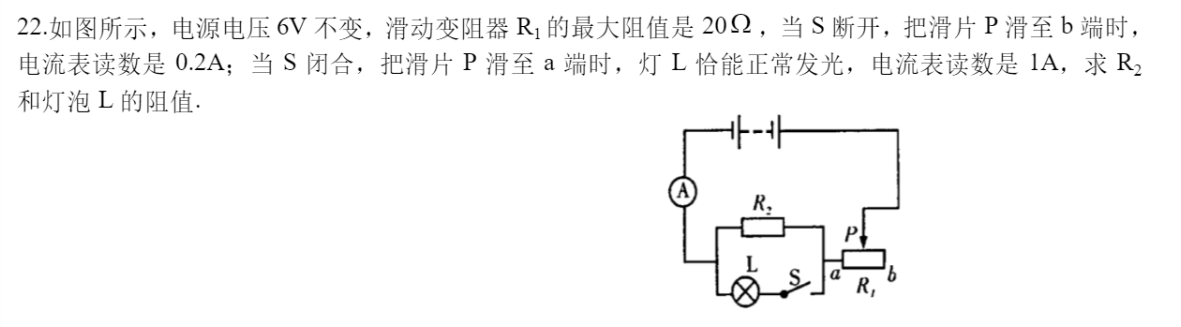 22.如图所示，电源电压 6V 不变，滑动变阻器 R₁ 的最大阻值是 20Ω，当 S 断开，把滑片 P 滑至 b 端时，
电流表读数是 0.2A；当 S 闭合，把滑片 P 滑至 a 端时，灯 L 恰能正常发光，电流表读数是 1A，求 R₂
和灯泡 L 的阻值.
A
R₂
P
L
S
a
b
R₁